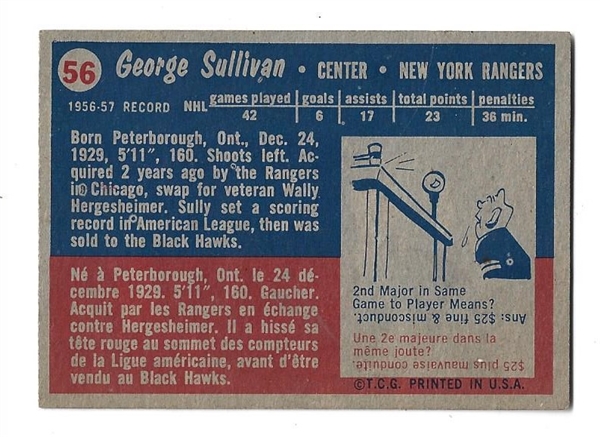 56 George Sullivan • CENTER • NEW YORK RANGERS
1956-57 RECORD NHL games played goals assists total points penalties
42 6 17 23 36 min.
Born Peterborough, Ont., Dec. 24,
1929, 5'11", 160. Shoots left. Ac-
quired 2 years ago by the Rangers
in Chicago, swap for veteran Wally
Hergesheimer. Sully set a scoring
record in American League, then was
sold to the Black Hawks.
Né à Peterborough, Ont. le 24 dé-
cembre 1929. 5'11", 160. Gaucher.
Acquit par les Rangers en échange
contre Hergesheimer. Il a hissé sa
tête rouge au sommet des compteurs
de la Ligue américaine, avant d'être
vendu au Black Hawks.
2nd Major in Same
Game to Player Means?
Ans: $25 fine & misconduct.
Une 2e majeure dans la
même joute?
$25 plus mauvaise
conduite.
©T.C.G. PRINTED IN U.S.A.